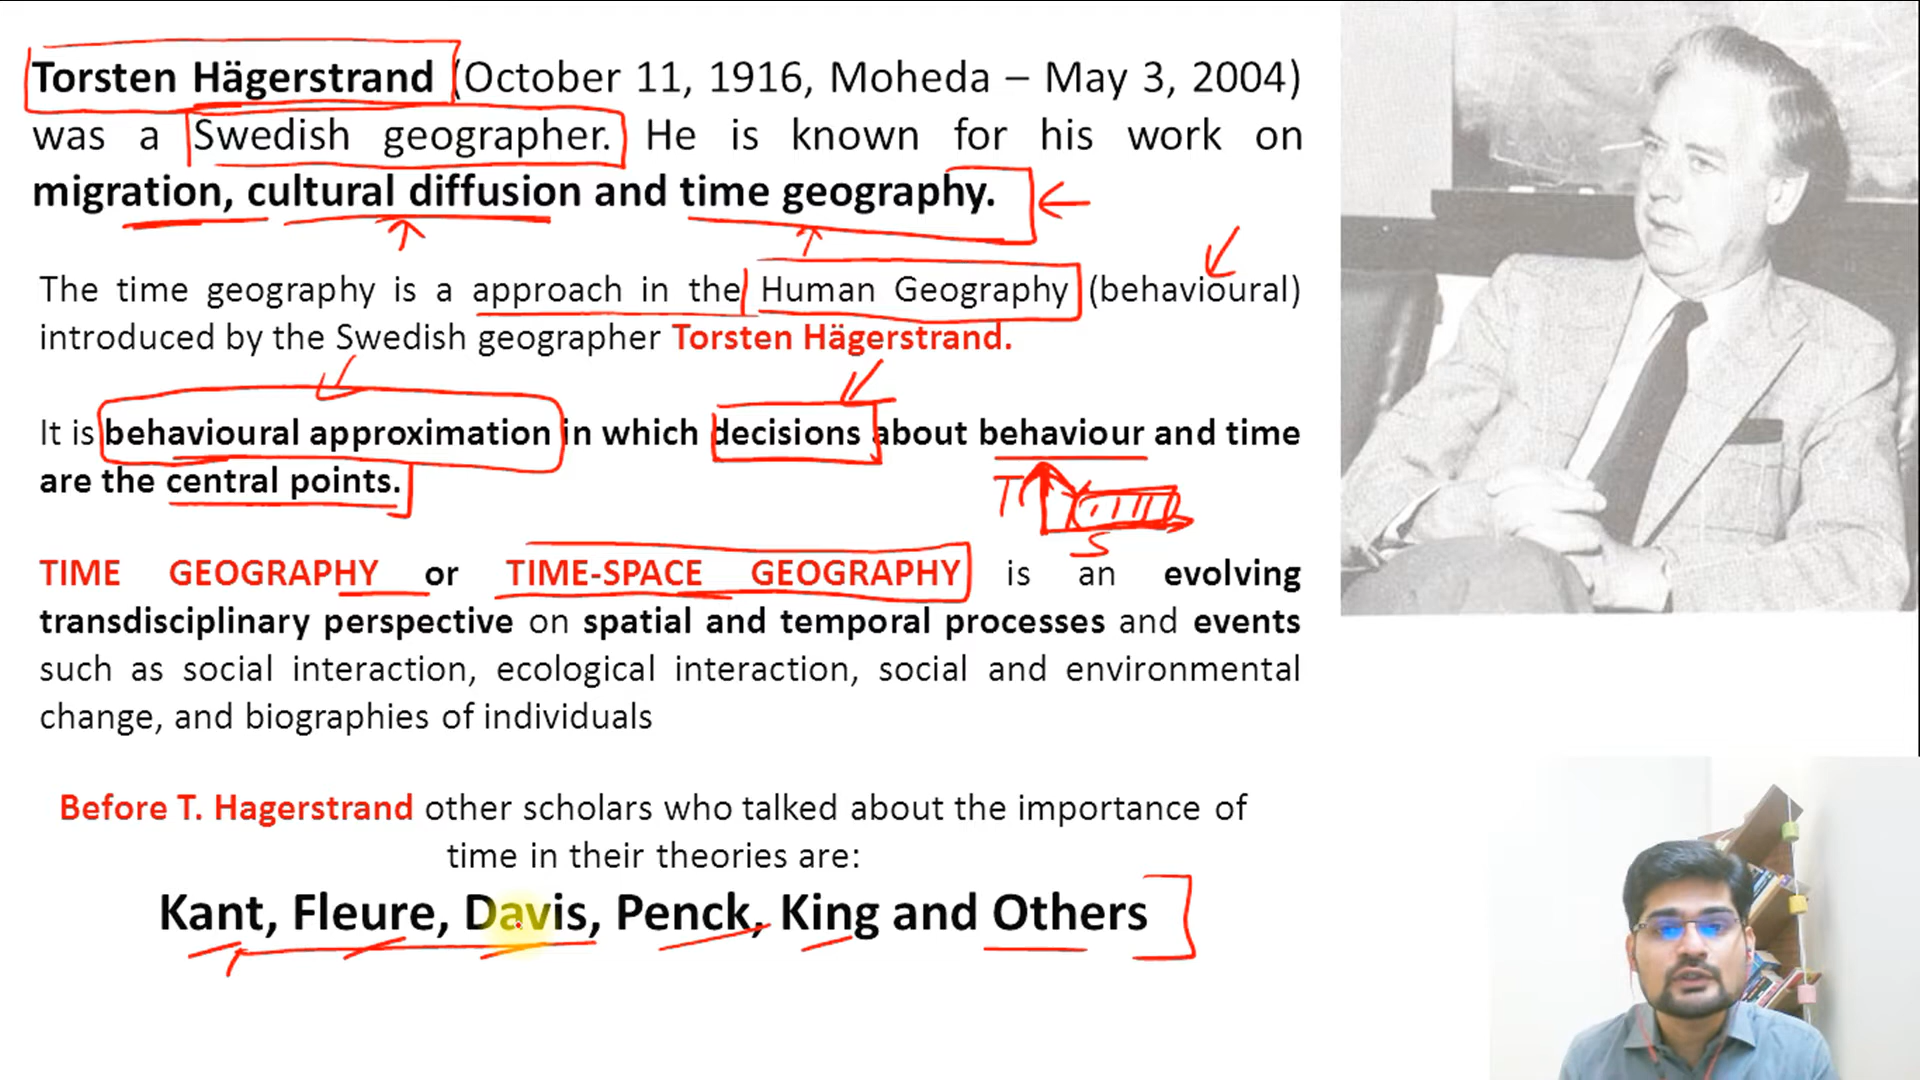 Torsten Hägerstrand (October 11, 1916, Moheda – May 3, 2004)
was a Swedish geographer. He is known for his work on
migration, cultural diffusion and time geography.
The time geography is a approach in the Human Geography (behavioural)
introduced by the Swedish geographer Torsten Hägerstrand.
It is behavioural approximation in which decisions about behaviour and time
are the central points.
T
S
TIME GEOGRAPHY or TIME-SPACE GEOGRAPHY is an evolving
transdisciplinary perspective on spatial and temporal processes and events
such as social interaction, ecological interaction, social and environmental
change, and biographies of individuals
Before T. Hagerstrand other scholars who talked about the importance of
time in their theories are:
Kant, Fleure, Davis, Penck, King and Others